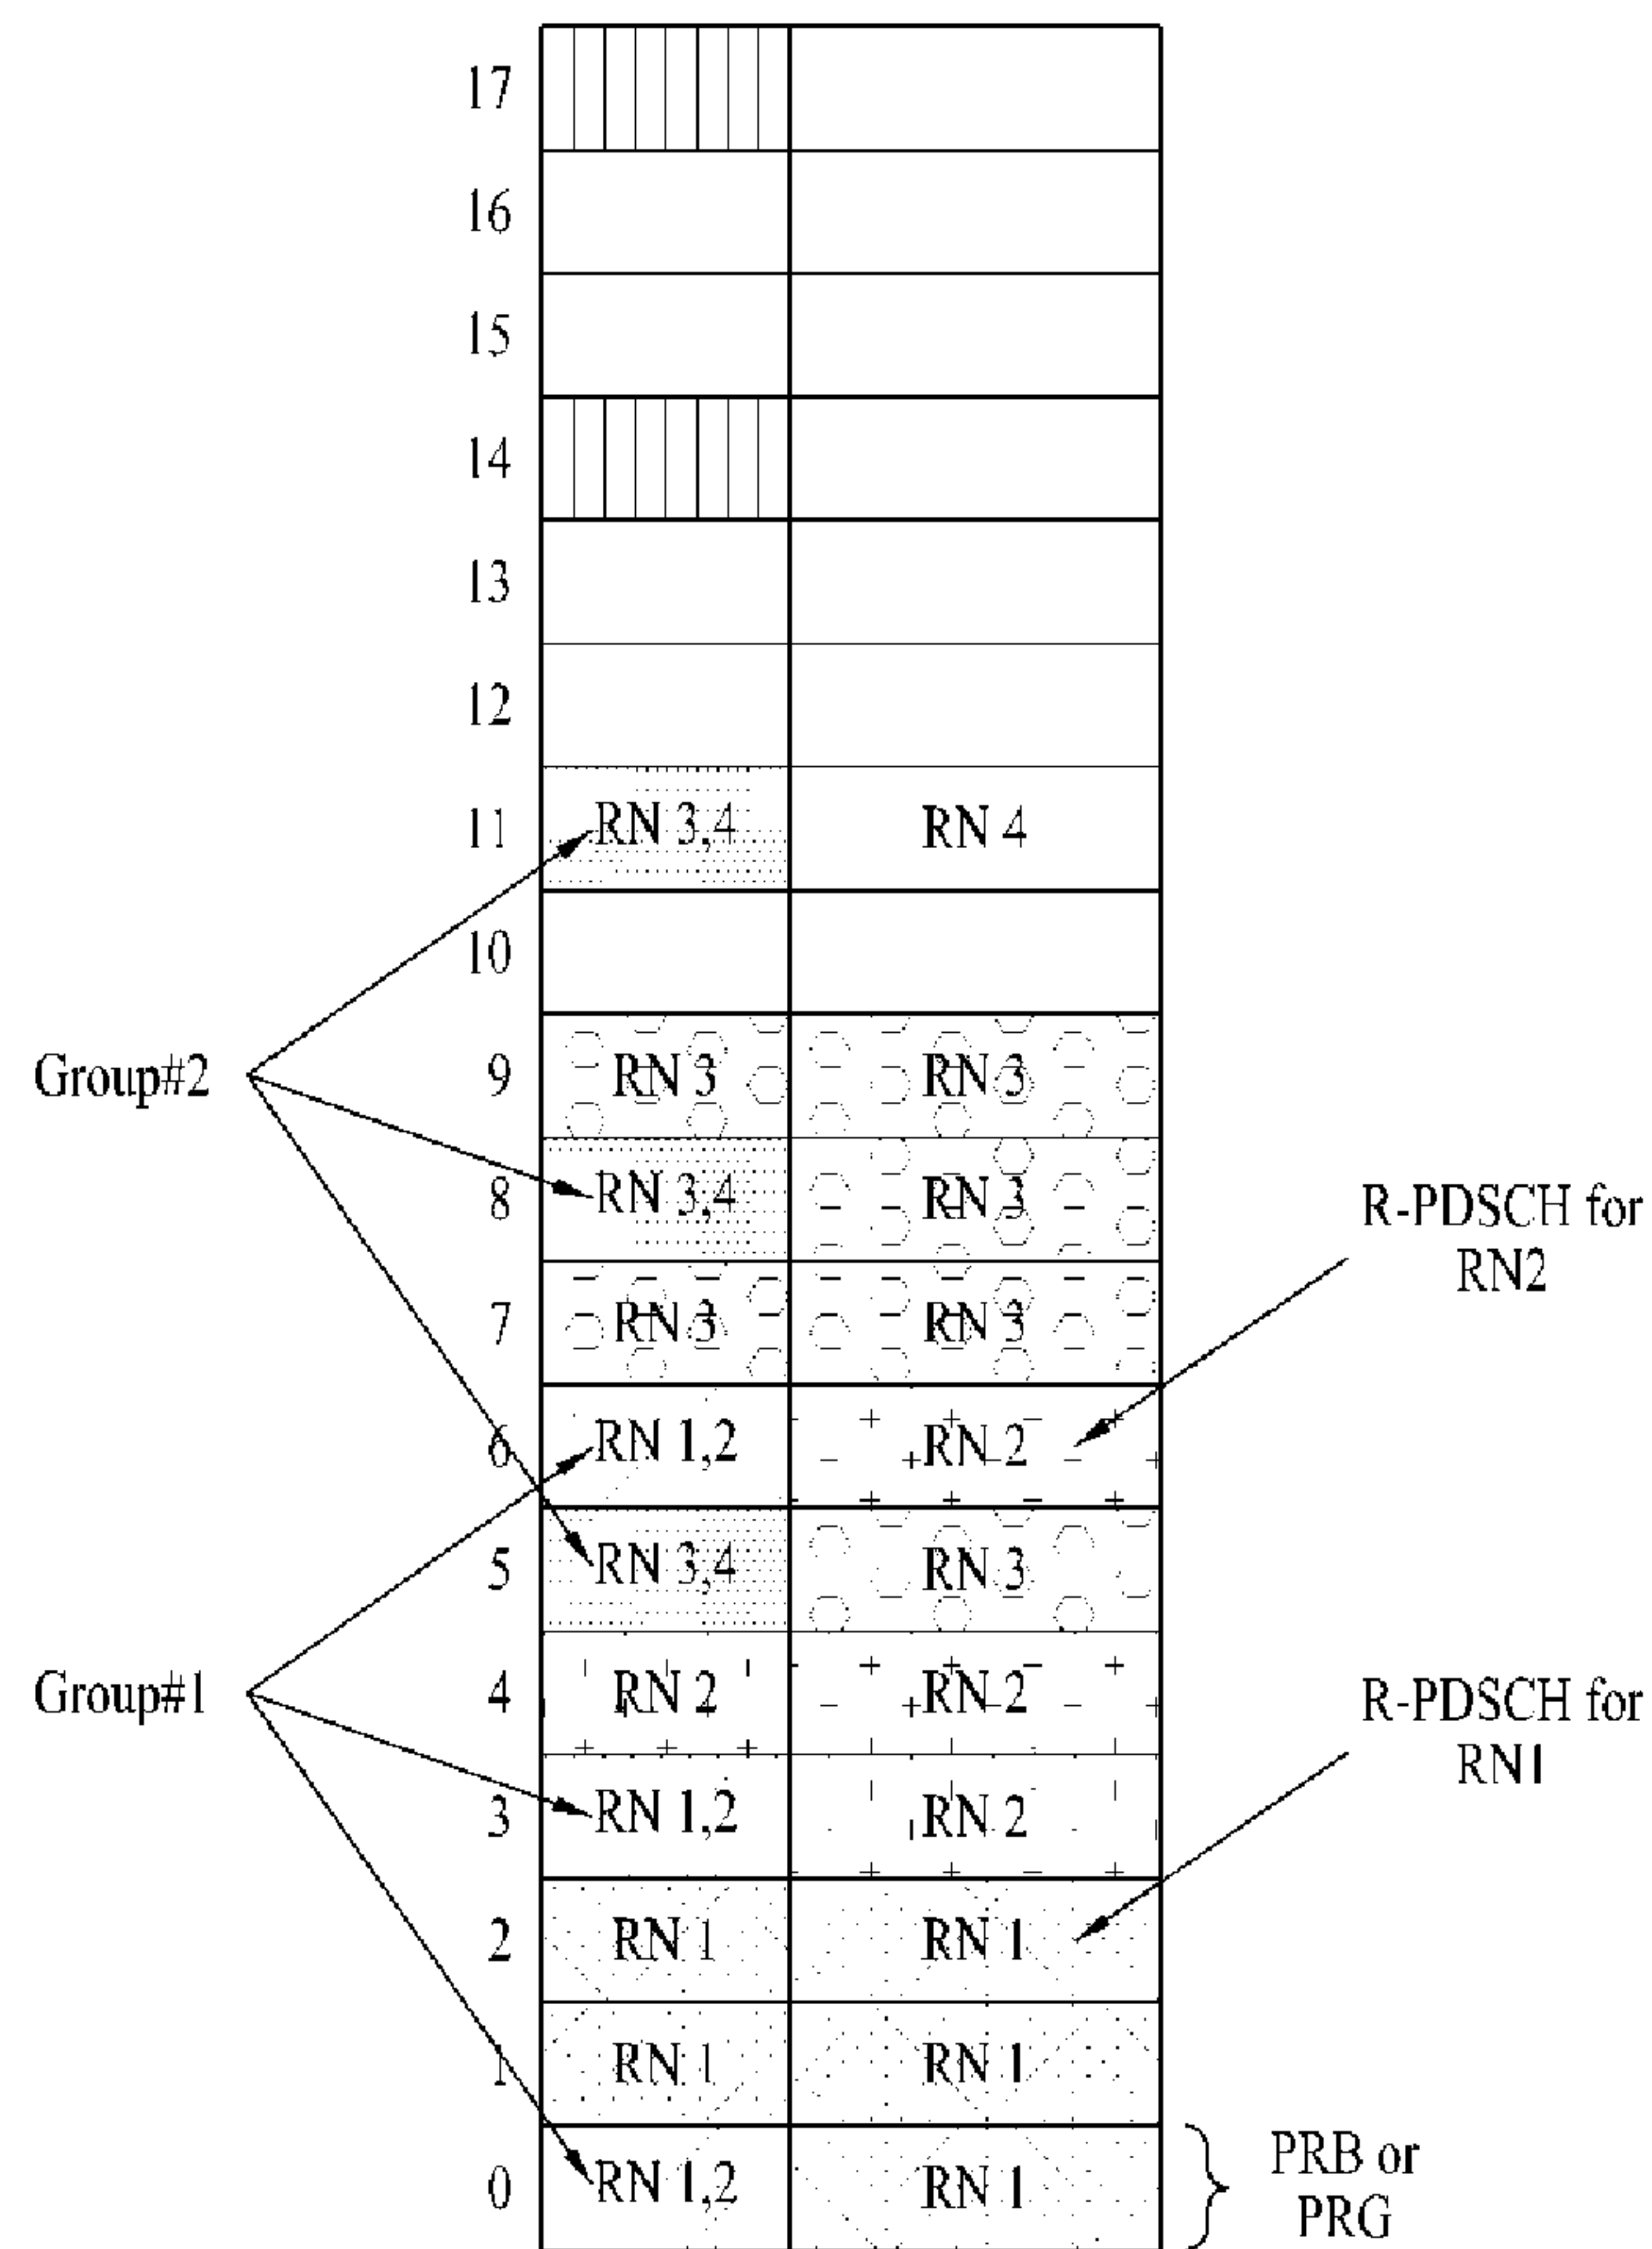 17
16
15
14
13
12
11 RN 3,4 RN 4
10
Group#2 9 RN 3 RN 3
8 RN 3,4 RN 3
R-PDSCH for
RN2
7 RN 3 RN 3
6 RN 1,2 RN 2
5 RN 3,4 RN 3
Group#1 4 RN 2 RN 2
R-PDSCH for
RN1
3 RN 1,2 RN 2
2 RN 1 RN 1
1 RN 1 RN 1
0 RN 1,2 RN 1
PRB or
PRG